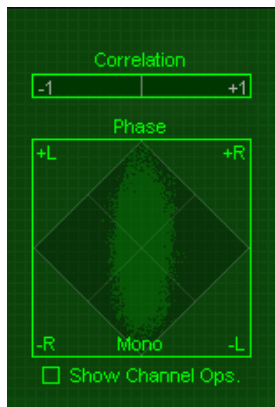 Correlation
-1 +1
Phase
+L +R
-R Mono -L
Show Channel Ops.